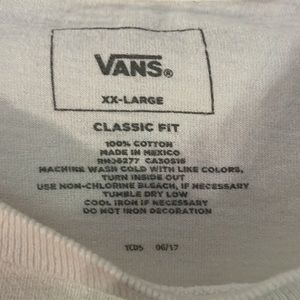 VANS®
XX-LARGE
CLASSIC FIT
100% COTTON
MADE IN MEXICO
RN36277 CA30516
MACHINE WASH COLD WITH LIKE COLORS,
TURN INSIDE OUT
USE NON-CHLORINE BLEACH, IF NECESSARY
TUMBLE DRY LOW
COOL IRON IF NECESSARY
DO NOT IRON DECORATION
06/17